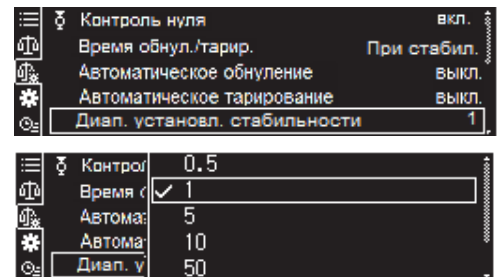 Контроль нуля вкл.
Время обнул./тарир. При стабил.
Автоматическое обнуление выкл.
Автоматическое тарирование выкл.
Диап. установл. стабильности 1
Контрол 0.5
Время 1
Автома 5
Автома 10
Диап. у 50